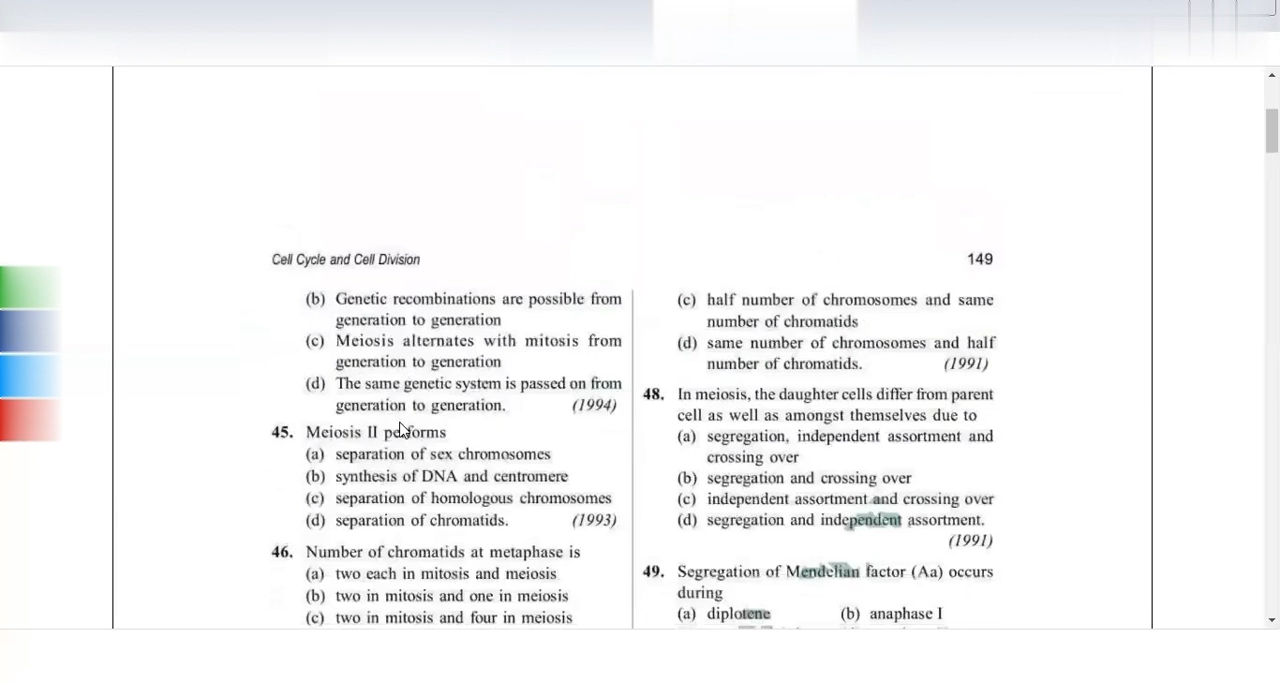 Cell Cycle and Cell Division
149
(b) Genetic recombinations are possible from
generation to generation
(c) Meiosis alternates with mitosis from
generation to generation
(d) The same genetic system is passed on from
generation to generation. (1994)
45. Meiosis II performs
(a) separation of sex chromosomes
(b) synthesis of DNA and centromere
(c) separation of homologous chromosomes
(d) separation of chromatids. (1993)
46. Number of chromatids at metaphase is
(a) two each in mitosis and meiosis
(b) two in mitosis and one in meiosis
(c) two in mitosis and four in meiosis
(c) half number of chromosomes and same
number of chromatids
(d) same number of chromosomes and half
number of chromatids. (1991)
48. In meiosis, the daughter cells differ from parent
cell as well as amongst themselves due to
(a) segregation, independent assortment and
crossing over
(b) segregation and crossing over
(c) independent assortment and crossing over
(d) segregation and independent assortment.
(1991)
49. Segregation of Mendelian factor (Aa) occurs
during
(a) diplotene (b) anaphase I